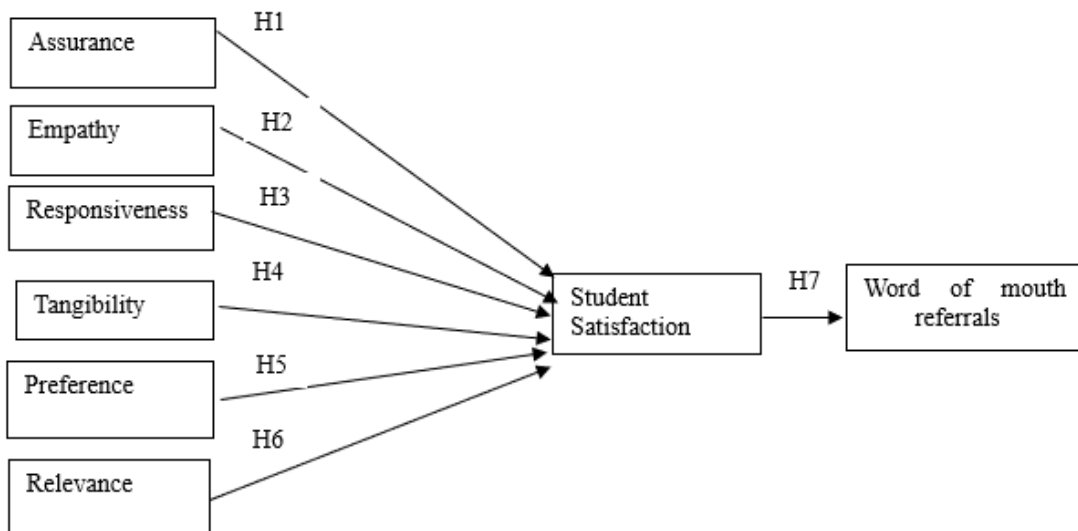 H1
Assurance
H2
Empathy
H3
Responsiveness
H4
Tangibility
H5
Preference
H6
Relevance
Student
Satisfaction
H7
Word of mouth
referrals